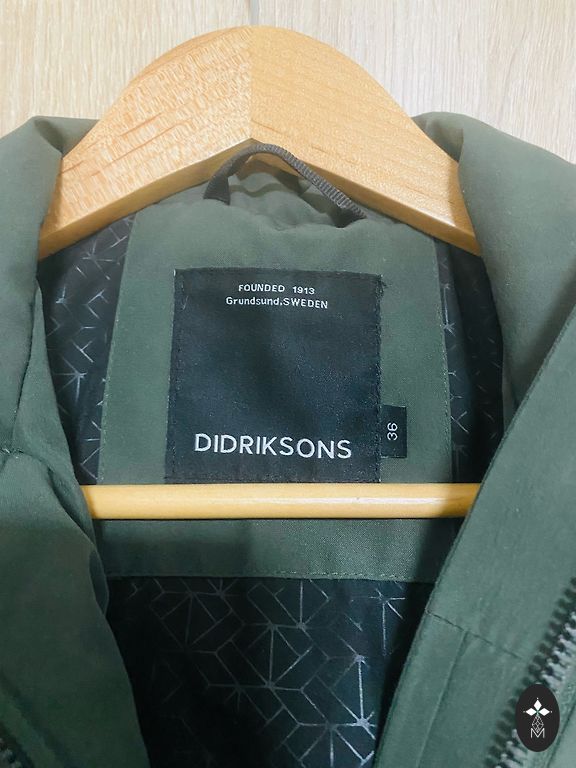 FOUNDED 1913
Grundsund,SWEDEN
DIDRIKSONS
36